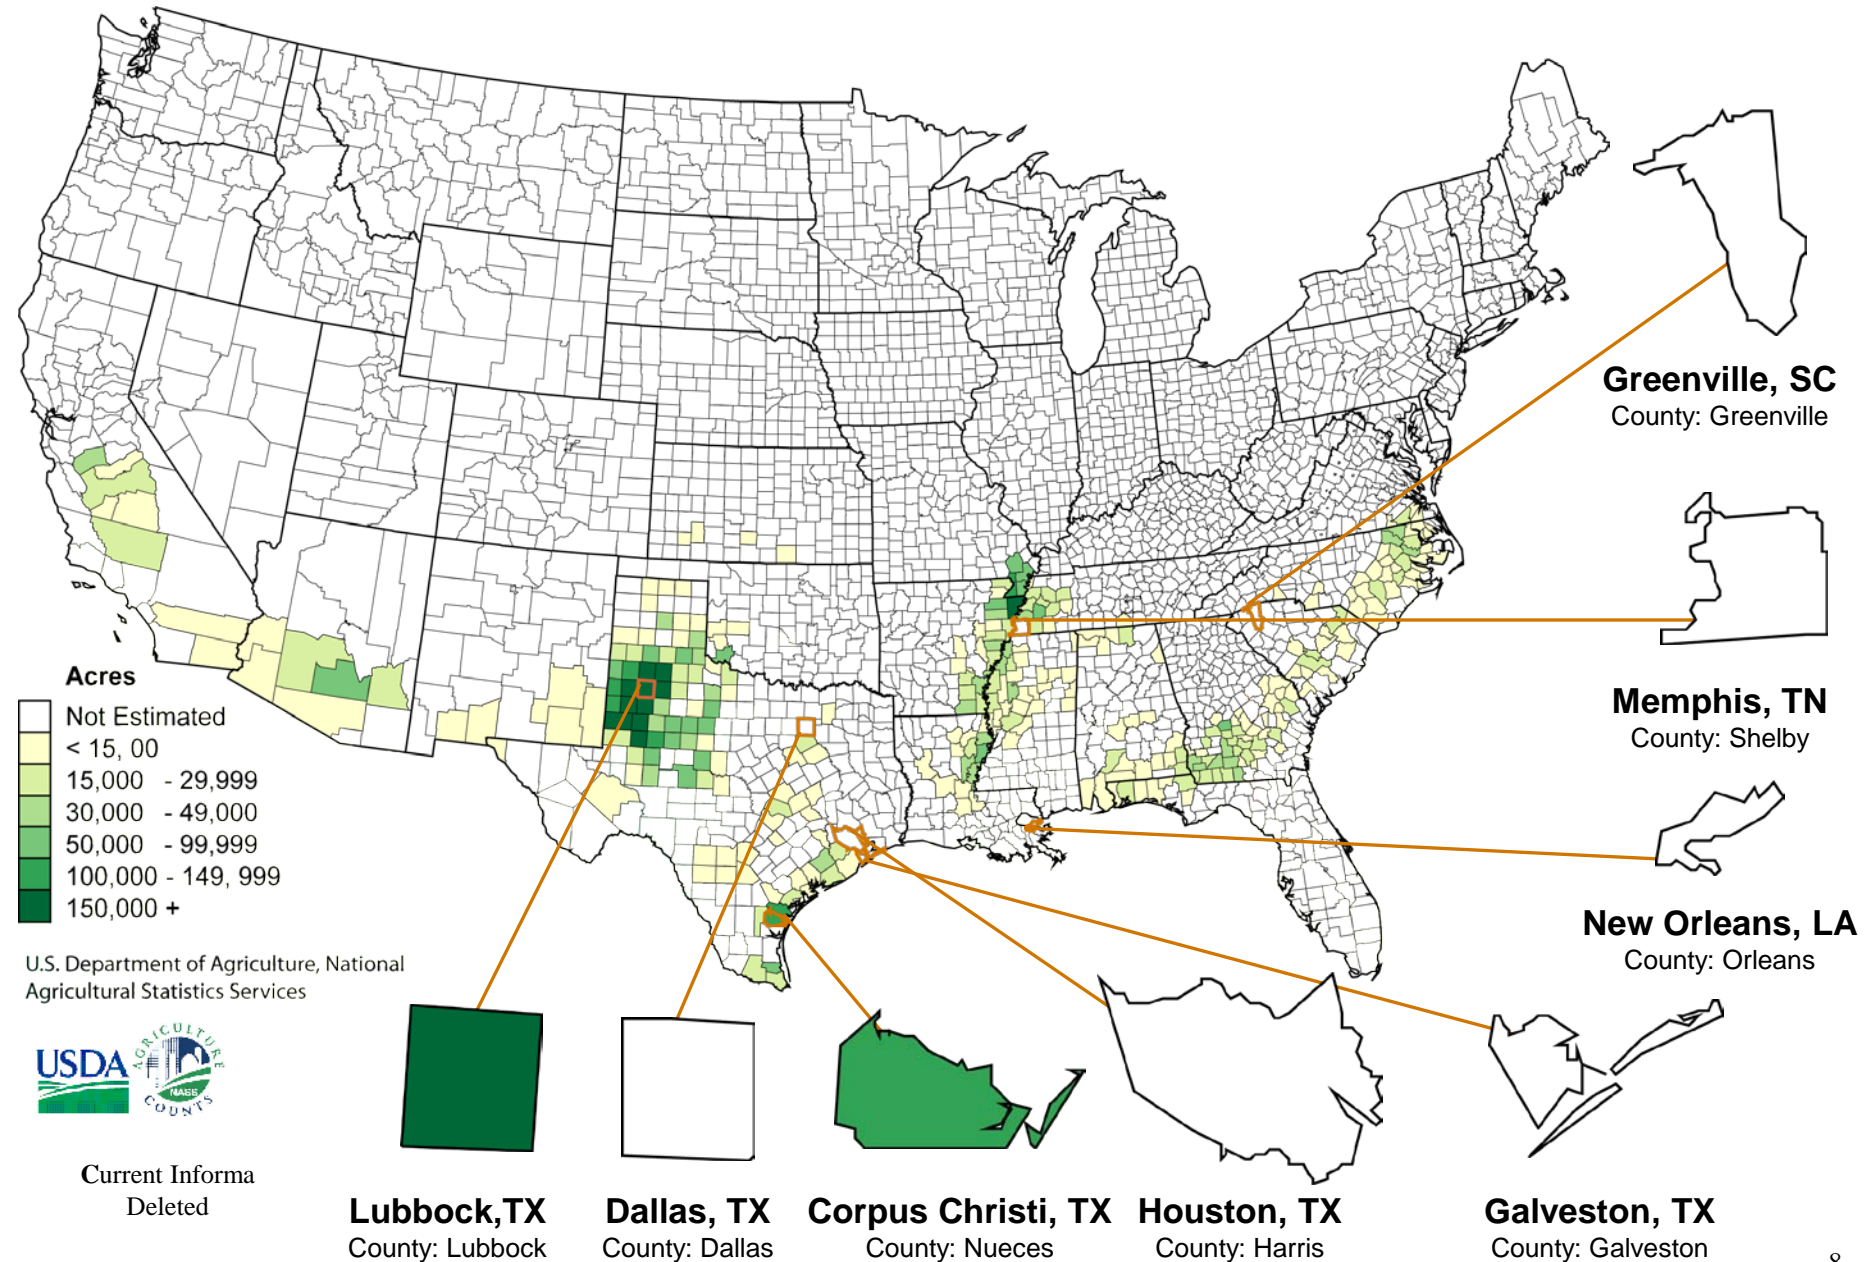 Greenville, SC
County: Greenville
Memphis, TN
County: Shelby
New Orleans, LA
County: Orleans
Acres
Not Estimated
< 15, 00
15,000 - 29,999
30,000 - 49,000
50,000 - 99,999
100,000 - 149, 999
150,000 +
U.S. Department of Agriculture, National
Agricultural Statistics Services
USDA
AGRICULTURE
NASS
COUNTS
Current Informa
Deleted
Lubbock,TX
County: Lubbock
Dallas, TX
County: Dallas
Corpus Christi, TX
County: Nueces
Houston, TX
County: Harris
Galveston, TX
County: Galveston
8